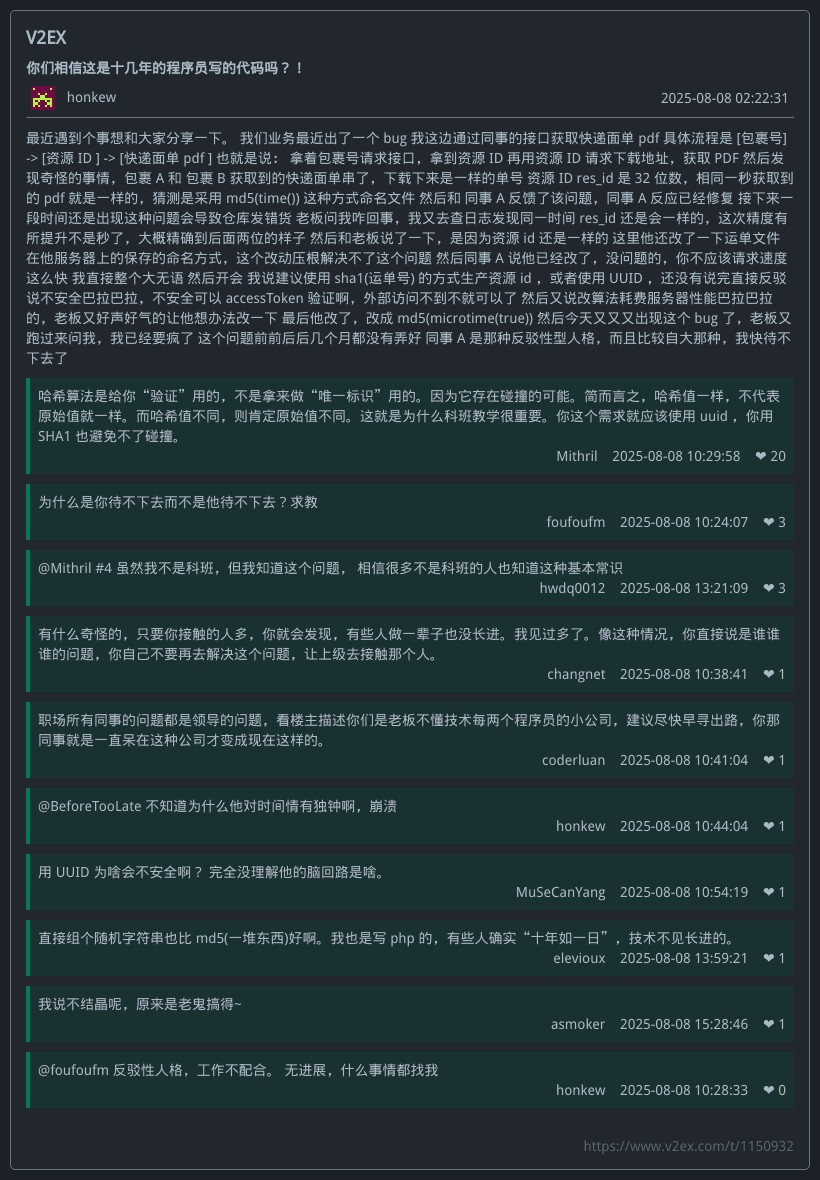 V2EX
你们相信这是十几年的程序员写的代码吗？！
honkew 2025-08-08 02:22:31
最近遇到个事想和大家分享一下。 我们业务最近出了一个 bug 我这边通过同事的接口获取快递面单 pdf 具体流程是 [包裹号]
-> [资源 ID ] -> [快递面单 pdf ] 也就是说： 拿着包裹号请求接口，拿到资源 ID 再用资源 ID 请求下载地址，获取 PDF 然后发
现奇怪的事情，包裹 A 和 包裹 B 获取到的快递面单串了，下载下来是一样的单号 资源 ID res_id 是 32 位数，相同一秒获取到
的 pdf 就是一样的，猜测是采用 md5(time()) 这种方式命名文件 然后和 同事 A 反馈了该问题，同事 A 反应已经修复 接下来一
段时间还是出现这种问题会导致仓库发错货 老板问我咋回事，我又去查日志发现同一时间 res_id 还是会一样的，这次精度有
所提升不是秒了，大概精确到后面两位的样子 然后和老板说了一下，是因为资源 id 还是一样的 这里他还改了一下运单文件
在他服务器上的保存的命名方式，这个改动压根解决不了这个问题 然后同事 A 说他已经改了，没问题的，你不应该请求速度
这么快 我直接整个大无语 然后开会 我说建议使用 sha1(运单号) 的方式生产资源 id ，或者使用 UUID ，还没有说完直接反驳
说不安全巴拉巴拉，不安全可以 accessToken 验证啊，外部访问不到不就可以了 然后又说改算法耗费服务器性能巴拉巴拉
的，老板又好声好气的让他想办法改一下 最后他改了，改成 md5(microtime(true)) 然后今天又又又出现这个 bug 了，老板又
跑过来问我，我已经要疯了 这个问题前前后后几个月都没有弄好 同事 A 是那种反驳性型人格，而且比较自大那种，我快待不
下去了
哈希算法是给你“验证”用的，不是拿来做“唯一标识”用的。因为它存在碰撞的可能。简而言之，哈希值一样，不代表
原始值就一样。而哈希值不同，则肯定原始值不同。这就是为什么科班教学很重要。你这个需求就应该使用 uuid ，你用
SHA1 也避免不了碰撞。
Mithril 2025-08-08 10:29:58 ❤ 20
为什么是你待不下去而不是他待不下去？求教
foufoufm 2025-08-08 10:24:07 ❤ 3
@Mithril #4 虽然我不是科班，但我知道这个问题， 相信很多不是科班的人也知道这种基本常识
hwdq0012 2025-08-08 13:21:09 ❤ 3
有什么奇怪的，只要你接触的人多，你就会发现，有些人做一辈子也没长进。我见过多了。像这种情况，你直接说是谁谁
谁的问题，你自己不要再去解决这个问题，让上级去接触那个人。
changnet 2025-08-08 10:38:41 ❤ 1
职场所有同事的问题都是领导的问题，看楼主描述你们是老板不懂技术每两个程序员的小公司，建议尽快早寻出路，你那
同事就是一直呆在这种公司才变成现在这样的。
coderluan 2025-08-08 10:41:04 ❤ 1
@BeforeTooLate 不知道为什么他对时间情有独钟啊，崩溃
honkew 2025-08-08 10:44:04 ❤ 1
用 UUID 为啥会不安全啊？ 完全没理解他的脑回路是啥。
MuSeCanYang 2025-08-08 10:54:19 ❤ 1
直接组个随机字符串也比 md5(一堆东西)好啊。我也是写 php 的，有些人确实“十年如一日”，技术不见长进的。
elevioux 2025-08-08 13:59:21 ❤ 1
我说不结晶呢，原来是老鬼搞得~
asmoker 2025-08-08 15:28:46 ❤ 1
@foufoufm 反驳性人格，工作不配合。 无进展，什么事情都找我
honkew 2025-08-08 10:28:33 ❤ 0
https://www.v2ex.com/t/1150932